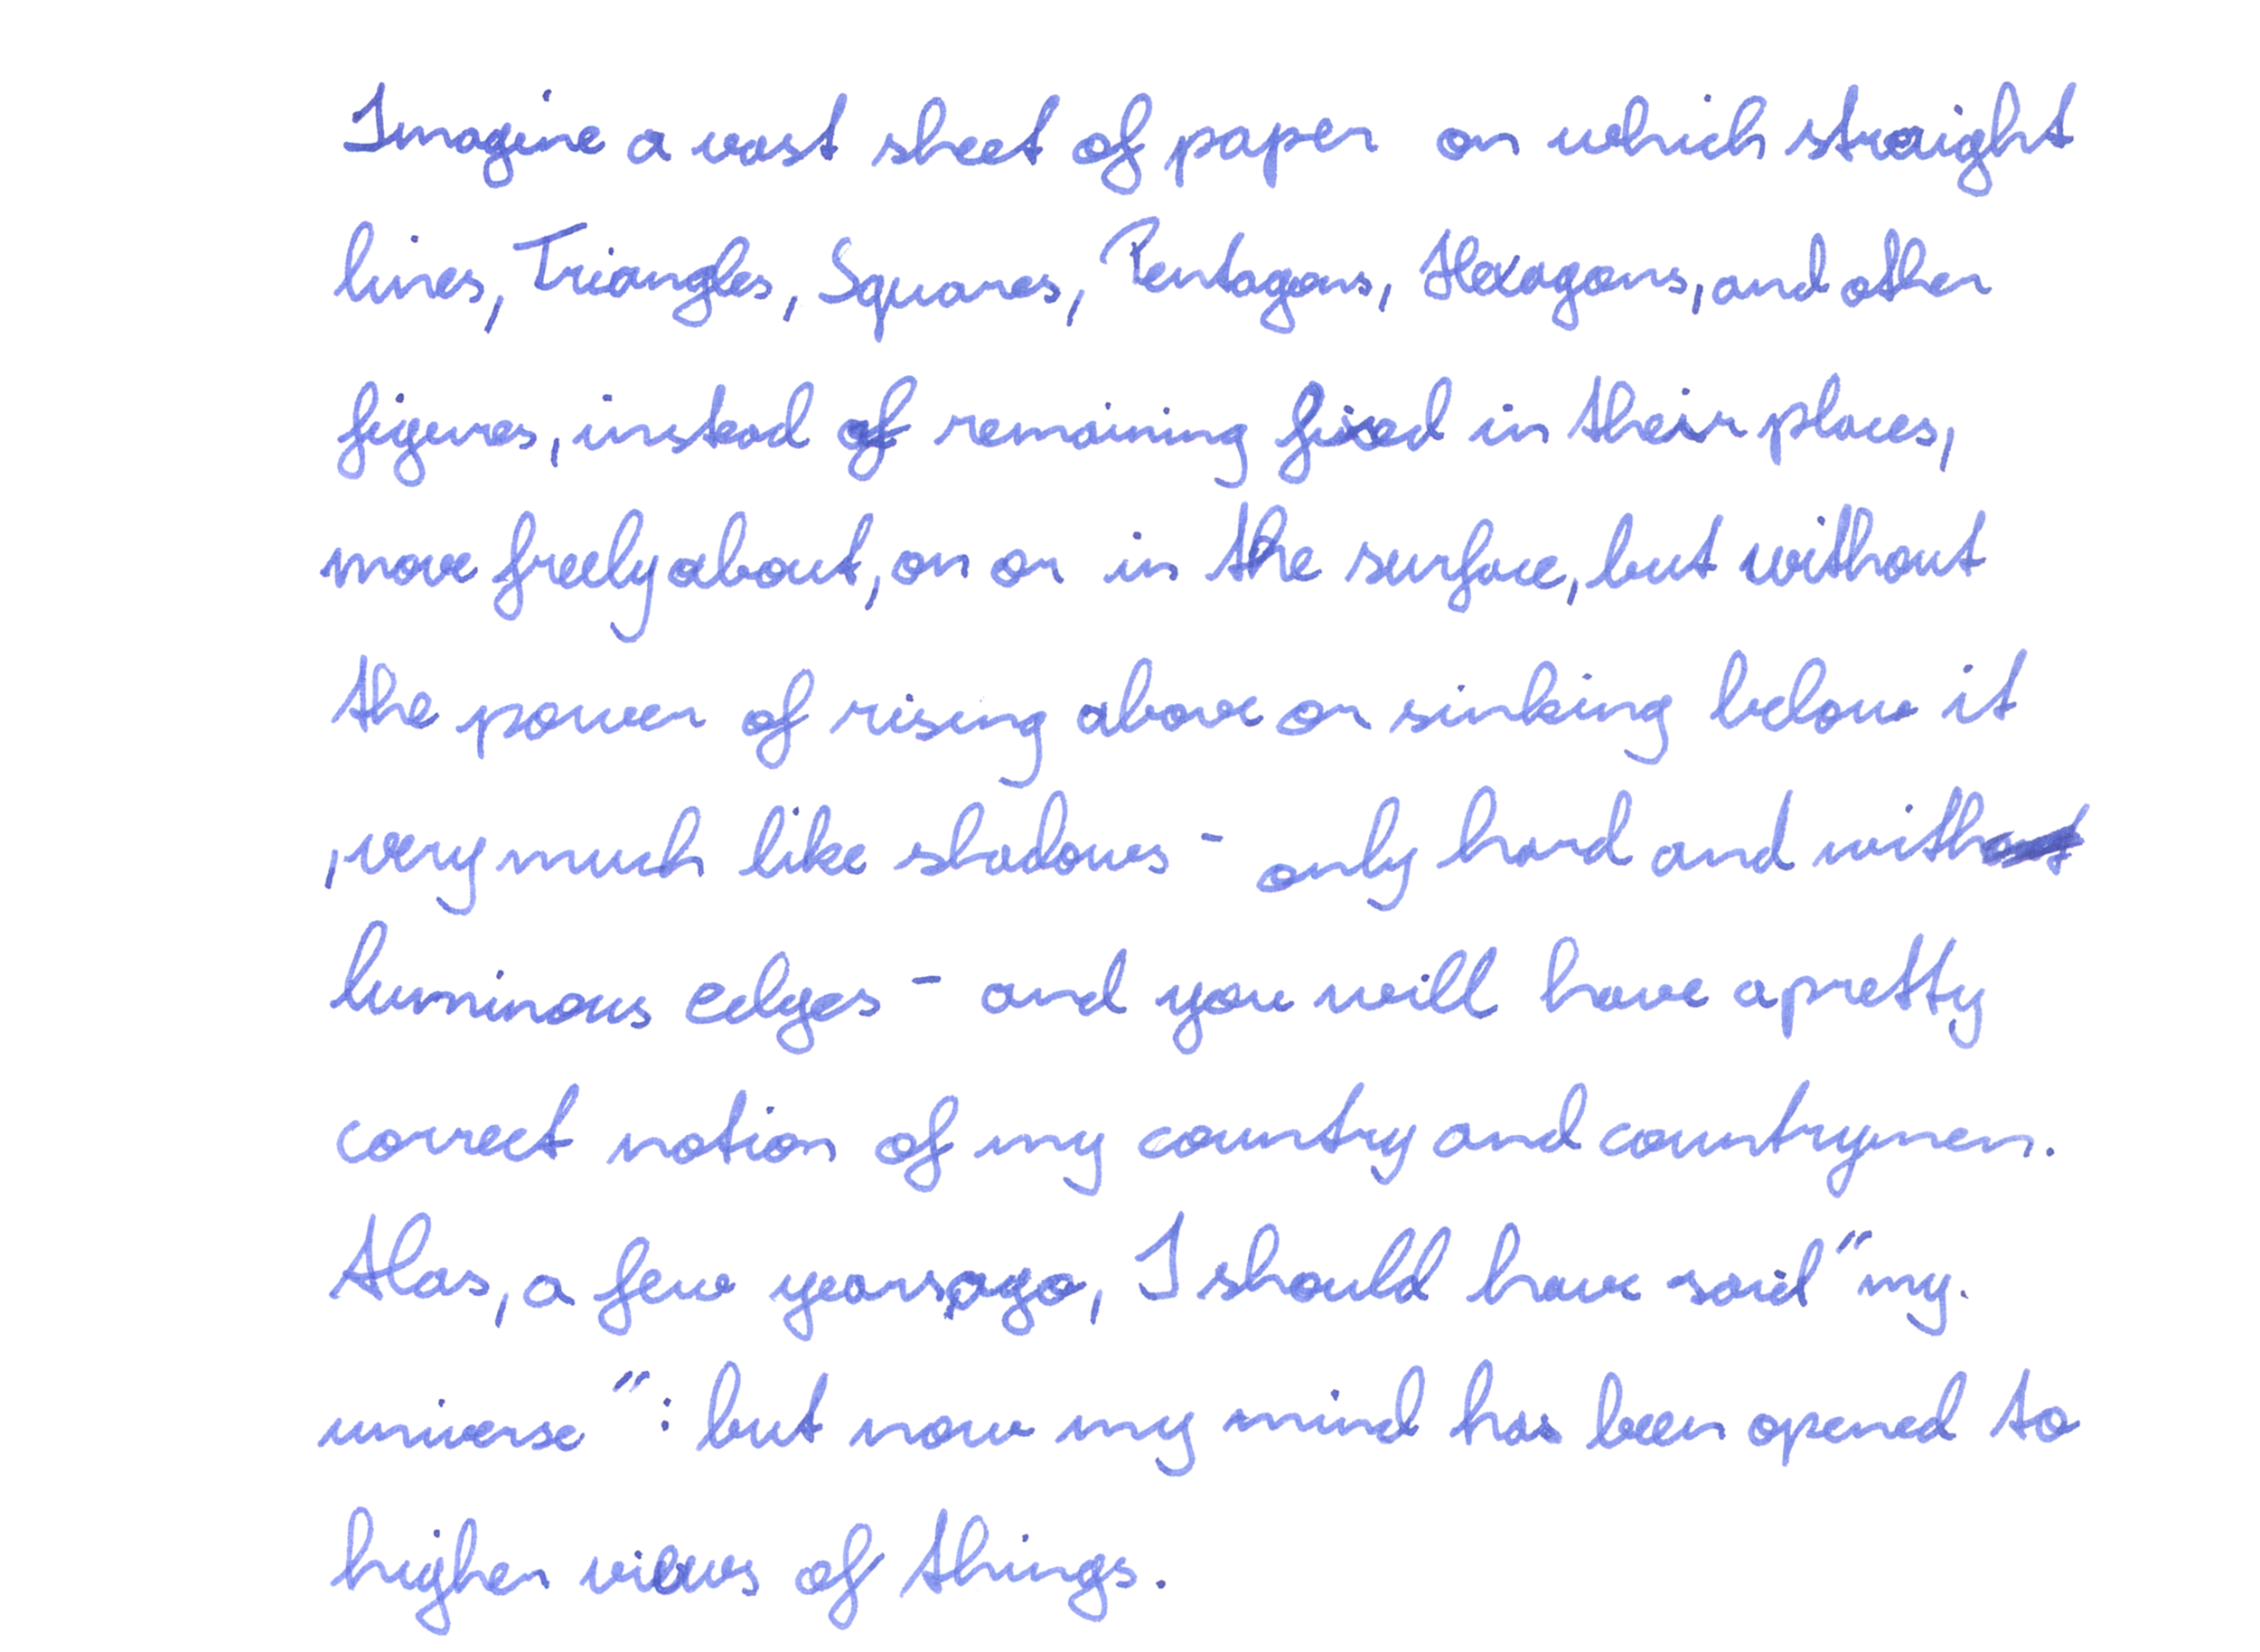 Imagine a vast sheet of paper on which straight
lines, Triangles, Squares, Pentagons, Hexagons, and other
figures, instead of remaining fixed in their places,
move freely about, on or in the surface, but without
the power of rising above or sinking below it
, very much like shadows - only hard and with
luminous edges - and you will have a pretty
correct notion of my country and countrymen.
Alas, a few years ago, I should have said "my.
universe": but now my mind has been opened to
higher views of things.